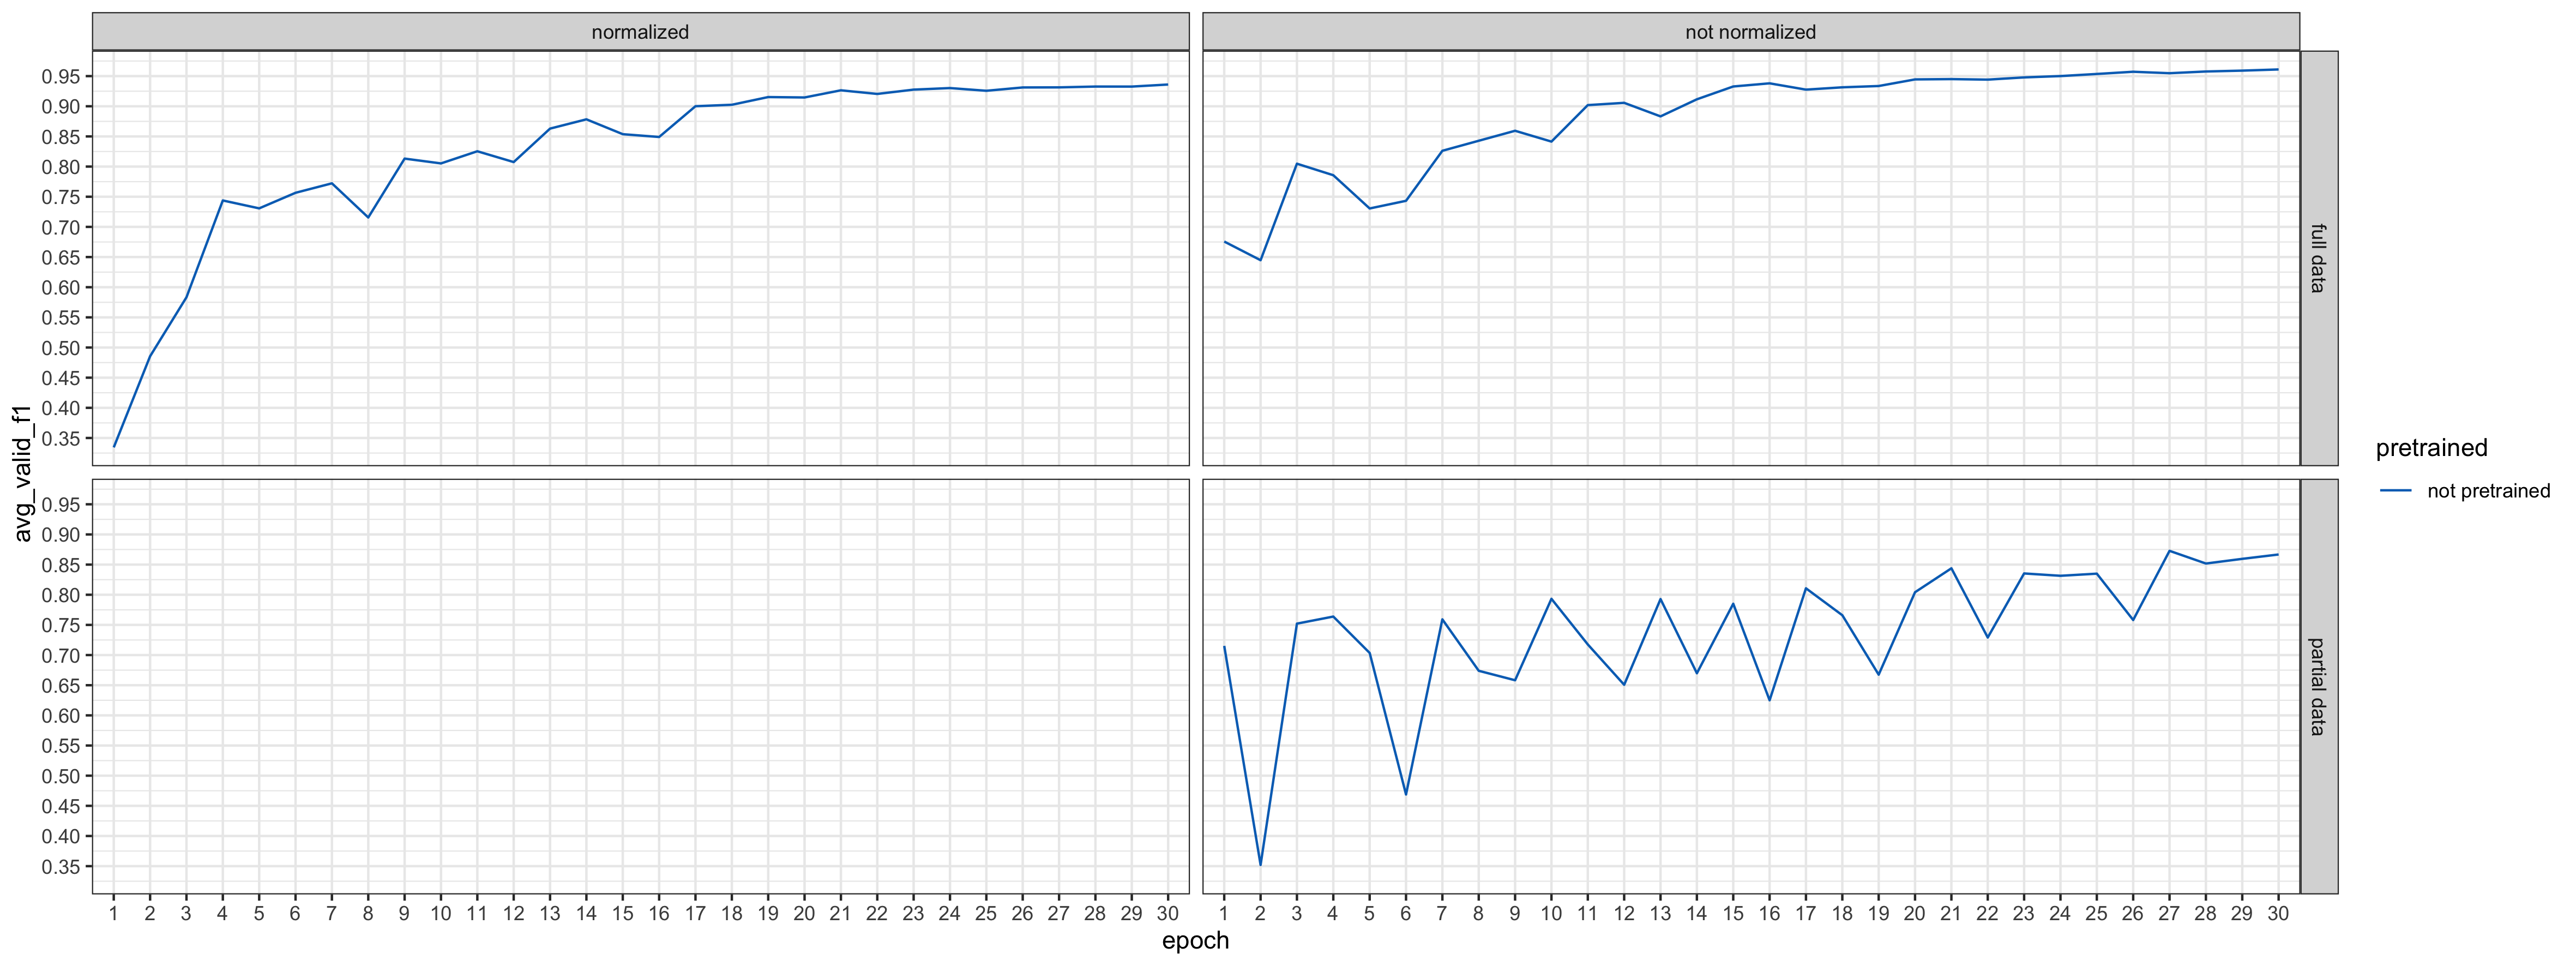 normalized
not normalized
0.95
0.90
0.85
0.80
0.75
0.70
0.65
0.60
0.55
0.50
0.45
0.40
0.35
full data
avg_valid_f1
0.95
0.90
0.85
0.80
0.75
0.70
0.65
0.60
0.55
0.50
0.45
0.40
0.35
partial data
1 2 3 4 5 6 7 8 9 10 11 12 13 14 15 16 17 18 19 20 21 22 23 24 25 26 27 28 29 30
1 2 3 4 5 6 7 8 9 10 11 12 13 14 15 16 17 18 19 20 21 22 23 24 25 26 27 28 29 30
epoch
pretrained
not pretrained